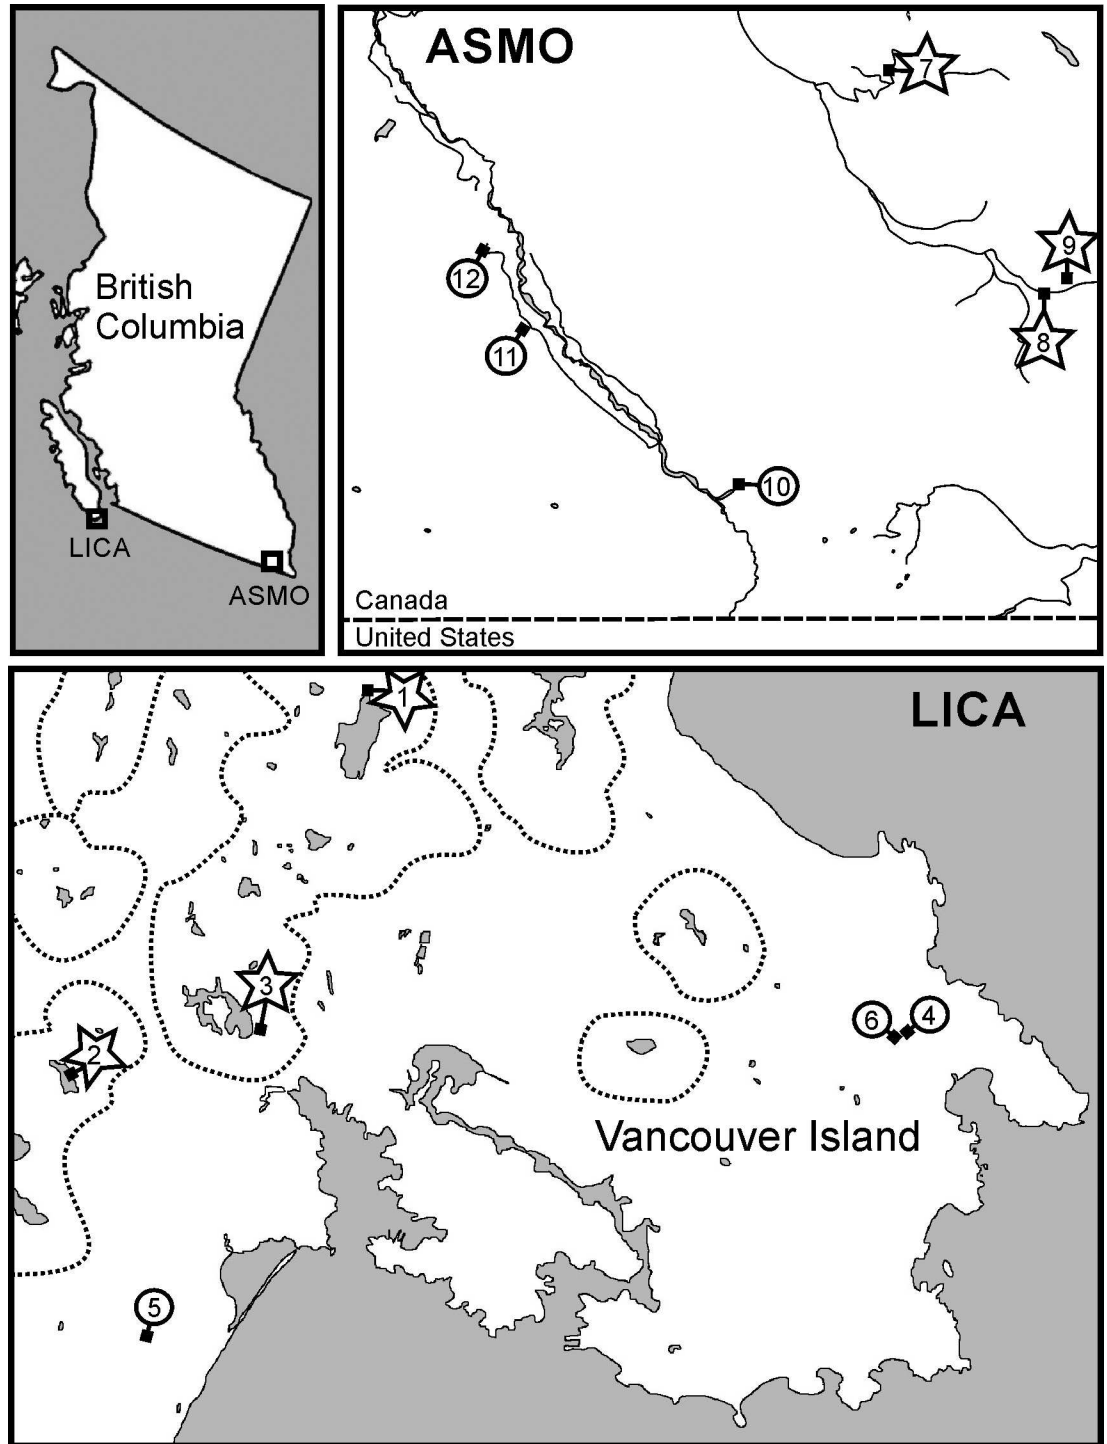 British
Columbia
LICA
ASMO
ASMO
7
9
8
12
11
10
Canada
United States
LICA
1
3
2
6
4
Vancouver Island
5